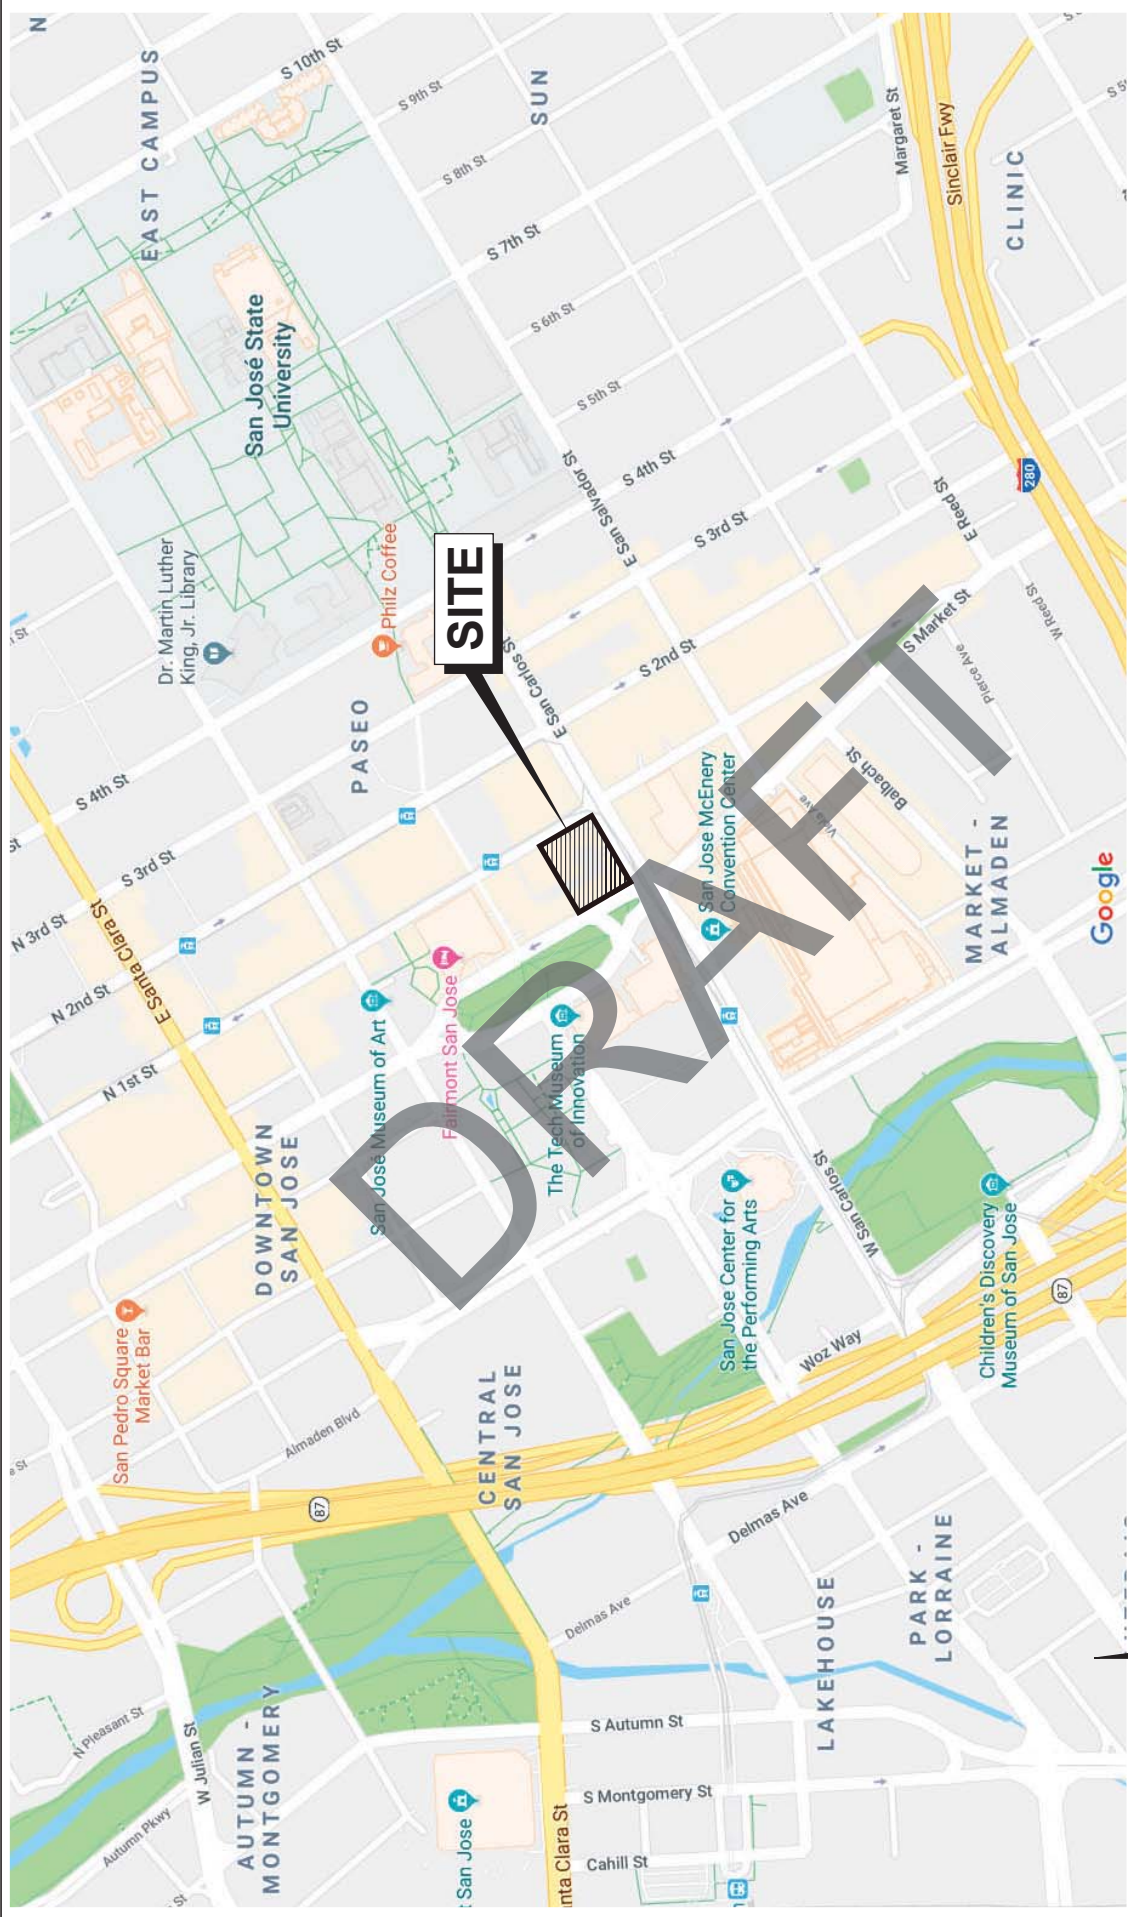 N
EAST CAMPUS
S 10th St
S 9th St
SUN
S 8th St
Margaret St
Sinclair Fwy
CLINIC
S 7th St
San José State
University
S 6th St
S 5th St
E San Salvador St
S 4th St
280
E Reed St
S 3rd St
Dr. Martin Luther
King, Jr. Library
Philz Coffee
SITE
E San Carlos St
S 2nd St
S Market St
W Reed St
Pierce Ave
PASEO
S 4th St
S 3rd St
San Jose McEnery
Convention Center
Balbach St
Viola Ave
MARKET -
ALMADEN
Google
N 3rd St
E Santa Clara St
N 2nd St
N 1st St
San José Museum of Art
Fairmont San Jose
The Tech Museum
of Innovation
DRAFT
DOWNTOWN
SAN JOSE
San Jose Center for
the Performing Arts
W San Carlos St
Children's Discovery
Museum of San Jose
87
Woz Way
San Pedro Square
Market Bar
Almaden Blvd
CENTRAL
SAN JOSE
87
Delmas Ave
Delmas Ave
PARK -
LORRAINE
LAKEHOUSE
N Pleasant St
W Julian St
AUTUMN -
MONTGOMERY
Autumn Pkwy
S Autumn St
S Montgomery St
Cahill St
nta Clara St
t San Jose